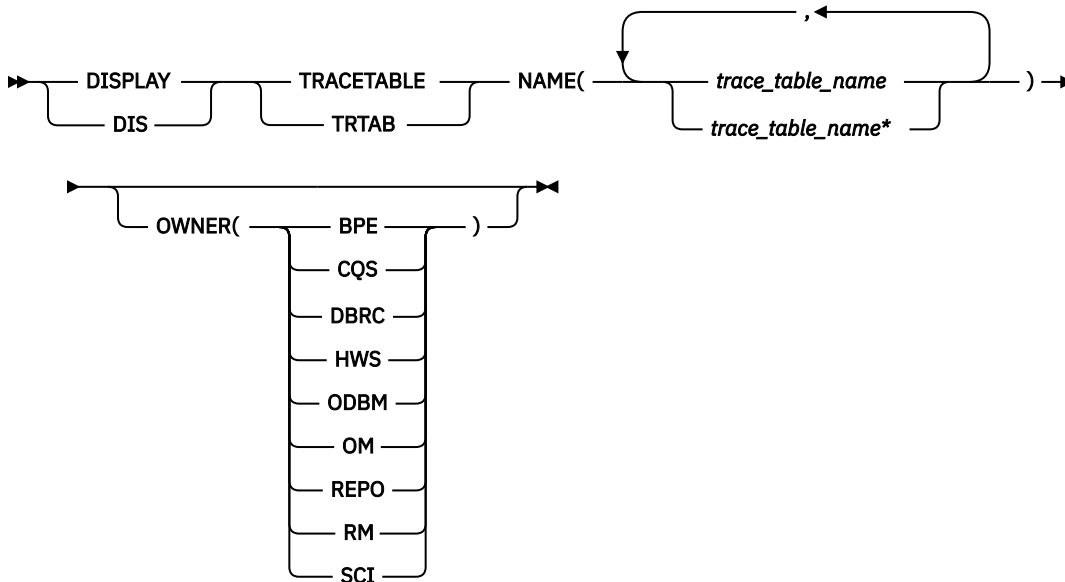 ,
DISPLAY TRACETABLE NAME( trace_table_name )
DIS TRTAB trace_table_name*
OWNER( BPE )
CQS
DBRC
HWS
ODBM
OM
REPO
RM
SCI